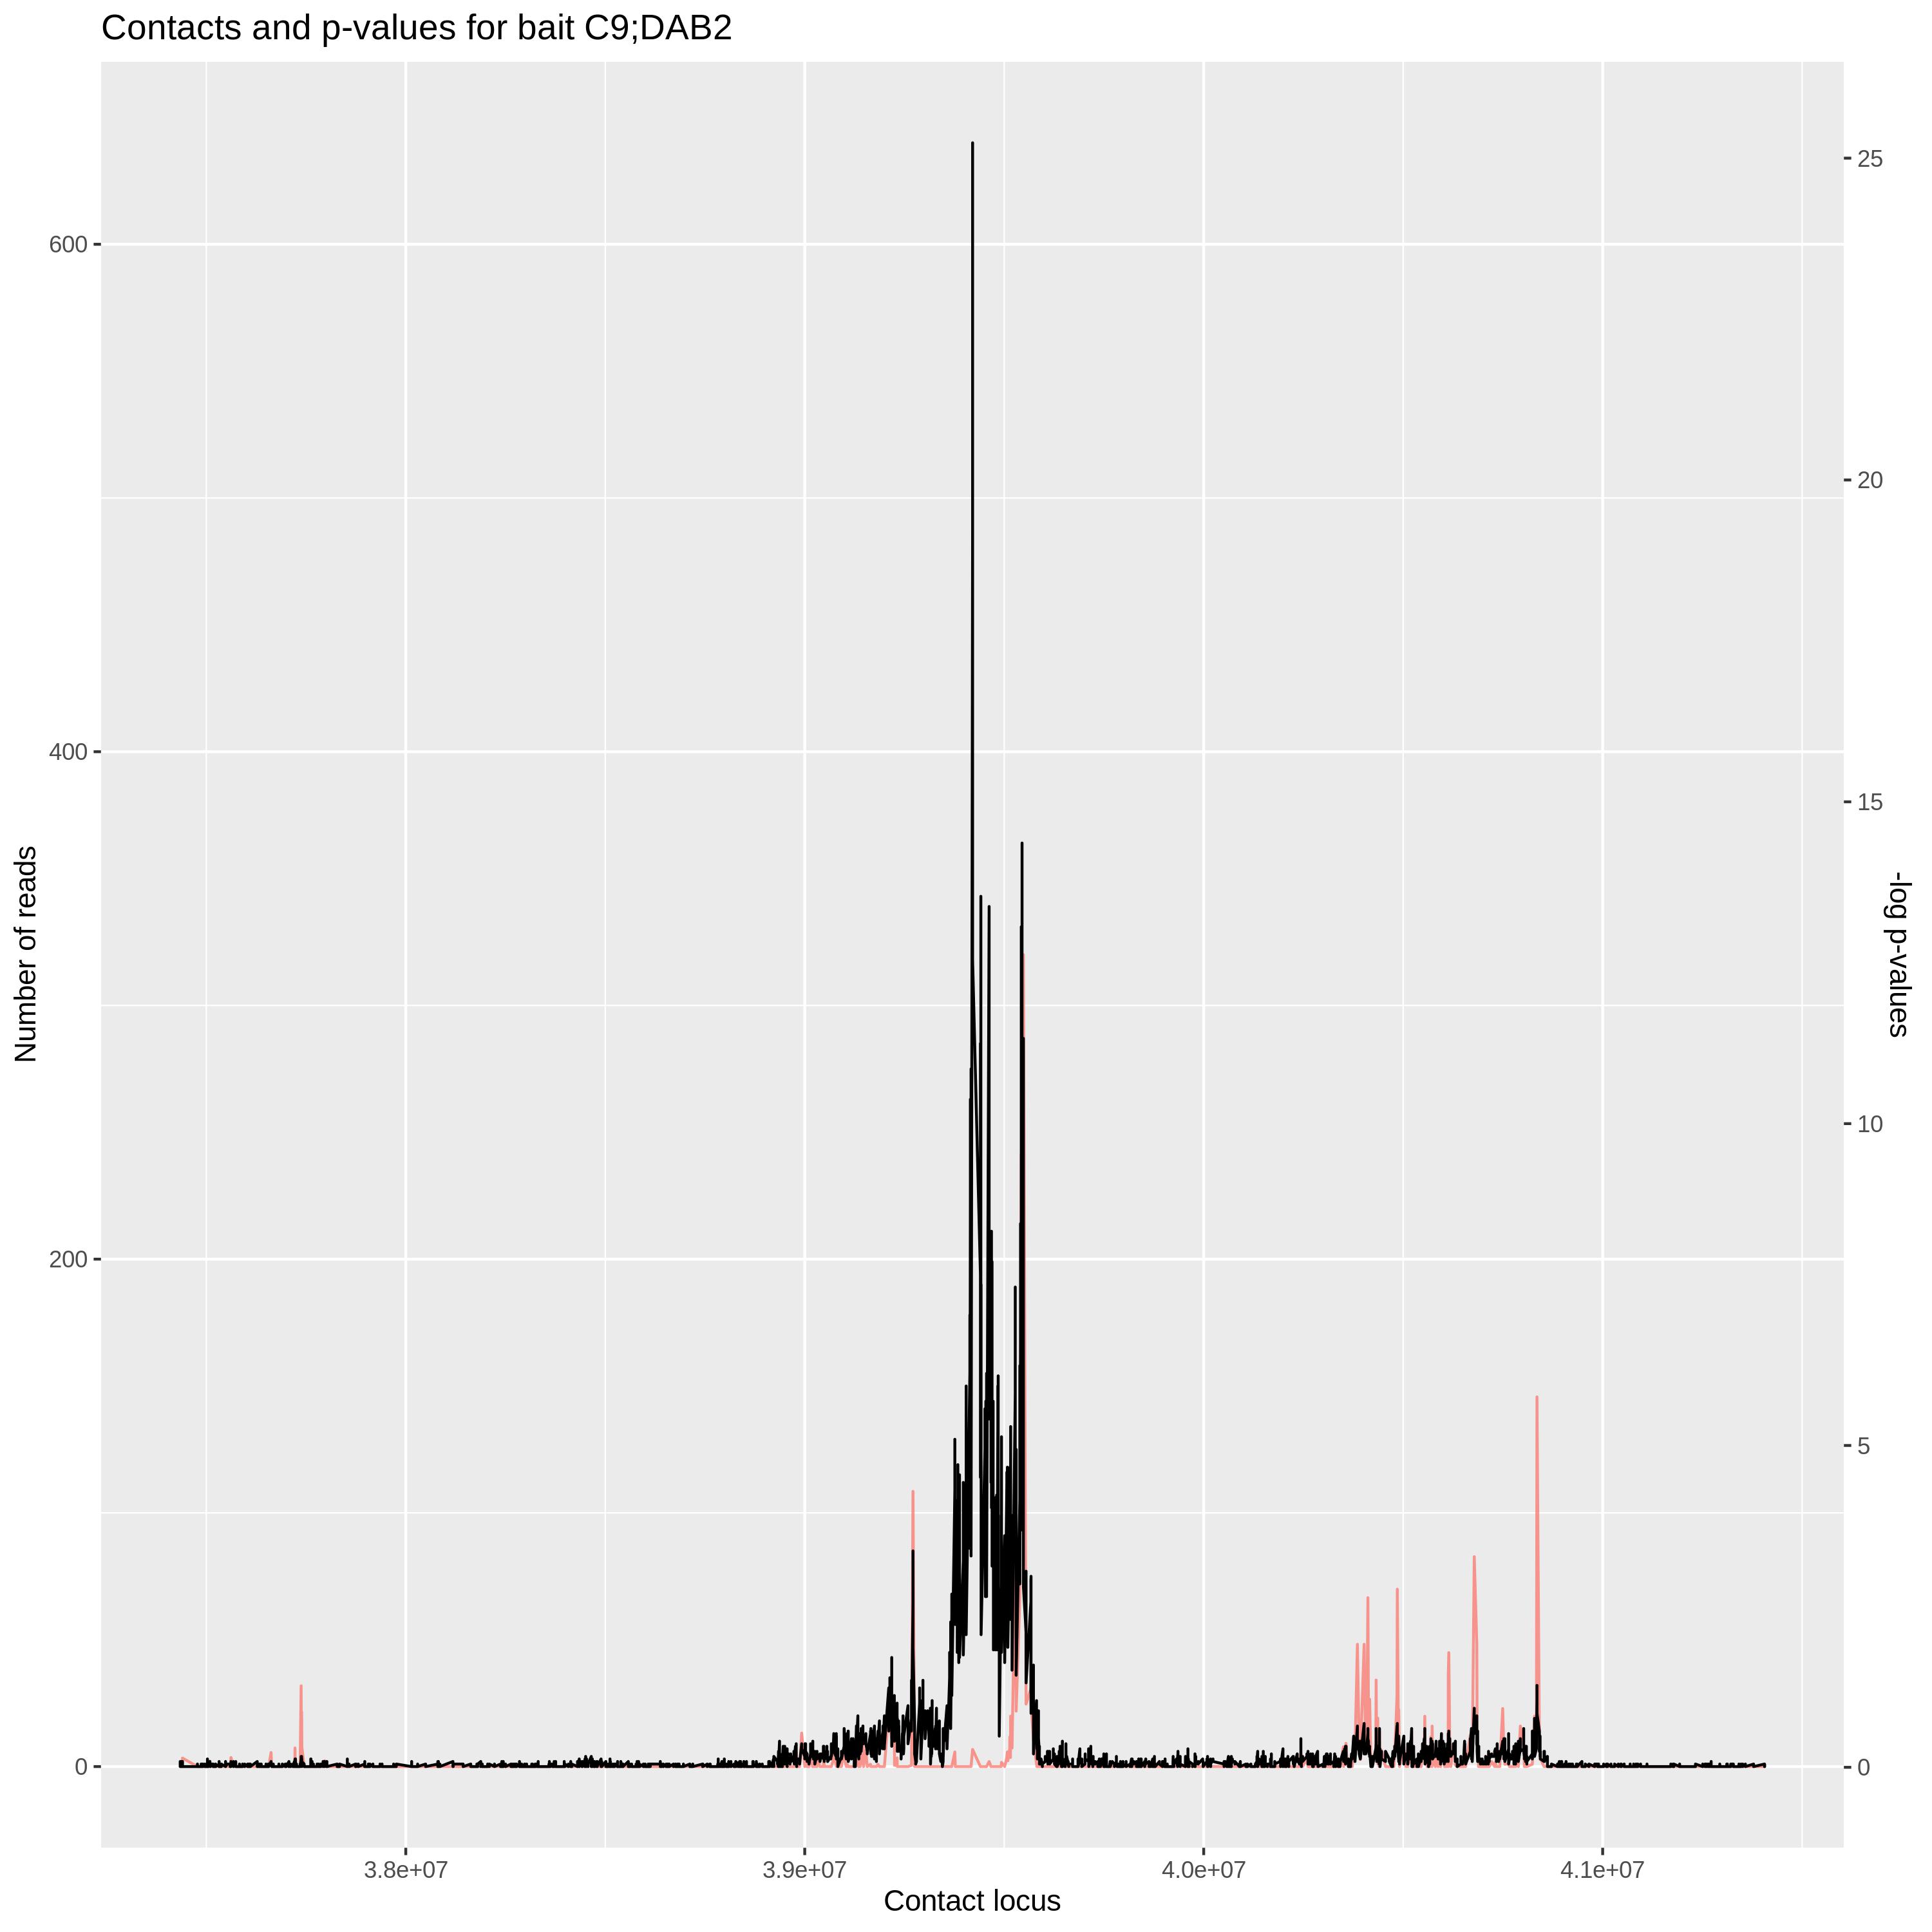 Contacts and p-values for bait C9;DAB2
600
400
200
0
Number of reads
25
20
15
10
5
0
-log p-values
3.8e+07
3.9e+07
4.0e+07
4.1e+07
Contact locus